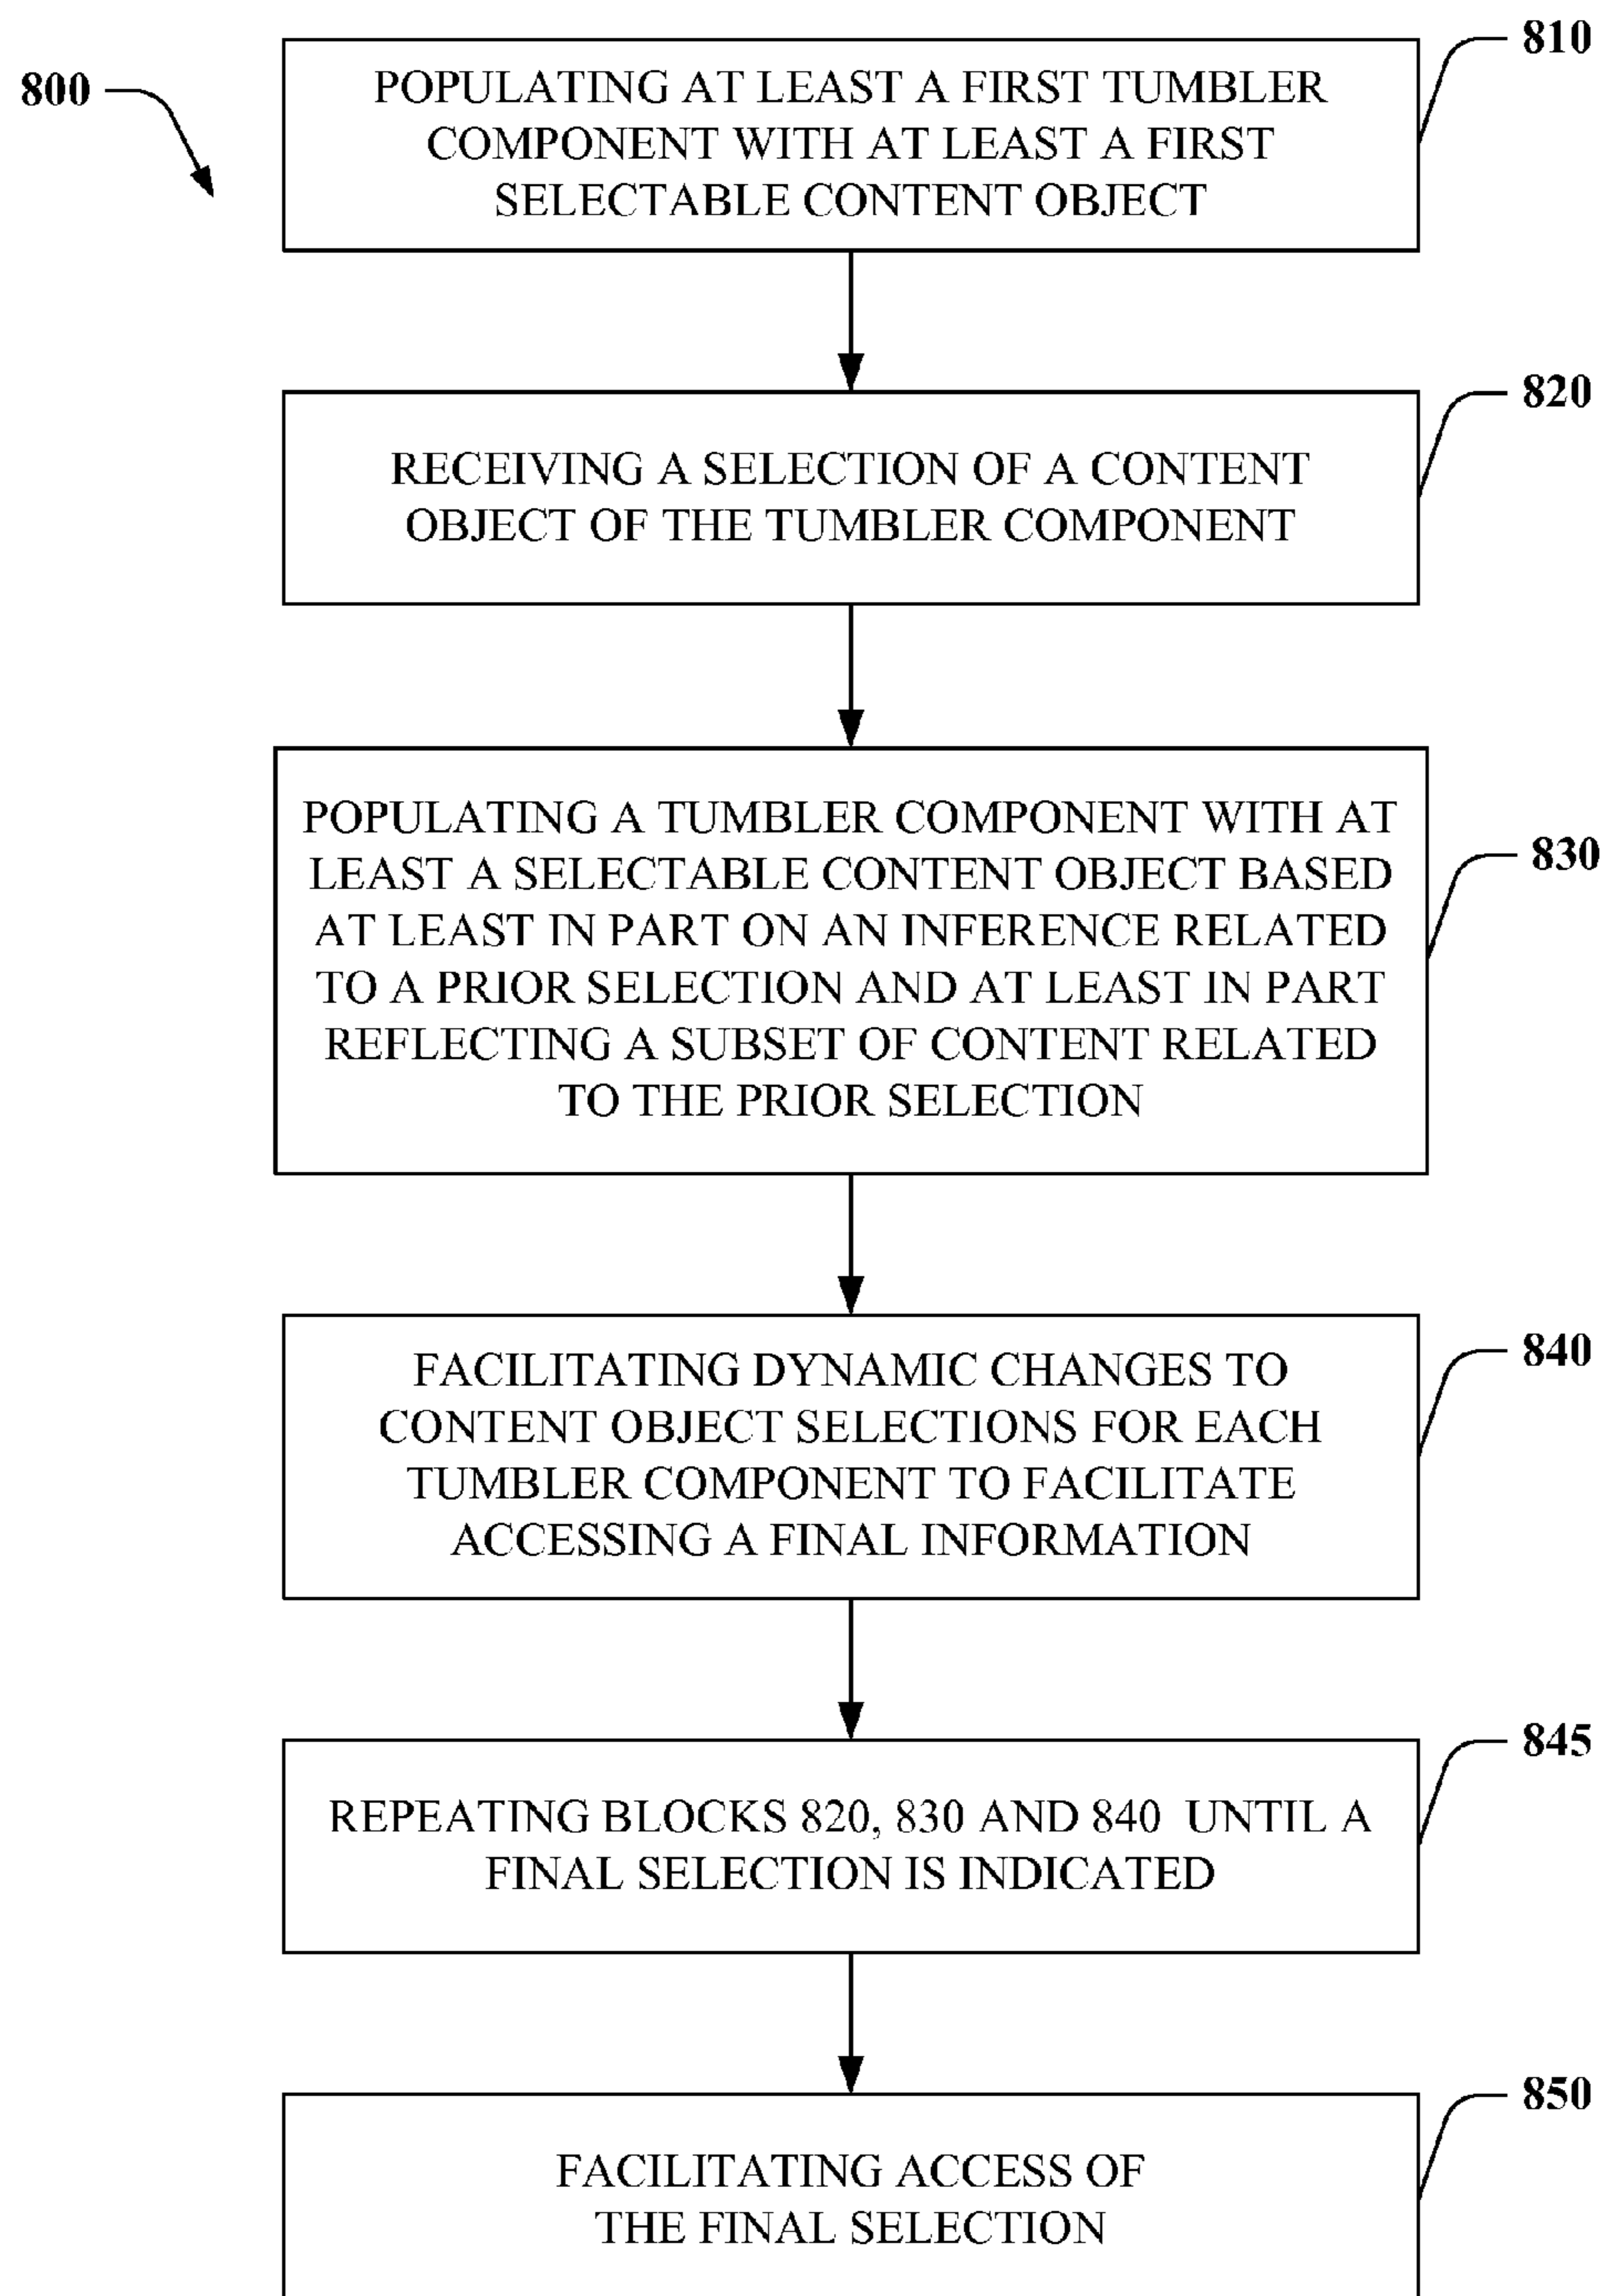 800
810
POPULATING AT LEAST A FIRST TUMBLER
COMPONENT WITH AT LEAST A FIRST
SELECTABLE CONTENT OBJECT
820
RECEIVING A SELECTION OF A CONTENT
OBJECT OF THE TUMBLER COMPONENT
830
POPULATING A TUMBLER COMPONENT WITH AT
LEAST A SELECTABLE CONTENT OBJECT BASED
AT LEAST IN PART ON AN INFERENCE RELATED
TO A PRIOR SELECTION AND AT LEAST IN PART
REFLECTING A SUBSET OF CONTENT RELATED
TO THE PRIOR SELECTION
840
FACILITATING DYNAMIC CHANGES TO
CONTENT OBJECT SELECTIONS FOR EACH
TUMBLER COMPONENT TO FACILITATE
ACCESSING A FINAL INFORMATION
845
REPEATING BLOCKS 820, 830 AND 840 UNTIL A
FINAL SELECTION IS INDICATED
850
FACILITATING ACCESS OF
THE FINAL SELECTION